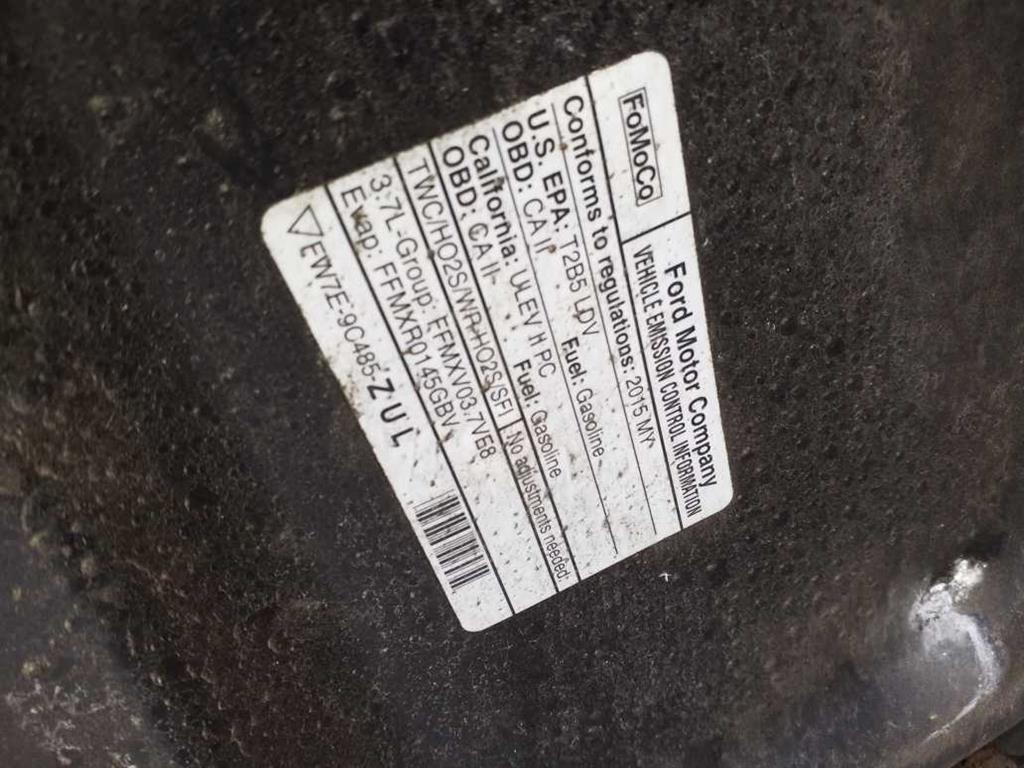 FoMoCo
Ford Motor Company
VEHICLE EMISSION CONTROL INFORMATION
Conforms to regulations: 2015 MY
U.S. EPA: T2B5 LDV Fuel: Gasoline
OBD: CA II
California: ULEV II PC Fuel: Gasoline
OBD: CA II
TWC/HO2S/WR-HO2S/SFI No adjustments needed.
3.7L-Group: FFMXV03.7VE8
Evap: FFMXR0145GBV
EW7E-9C485-ZUL